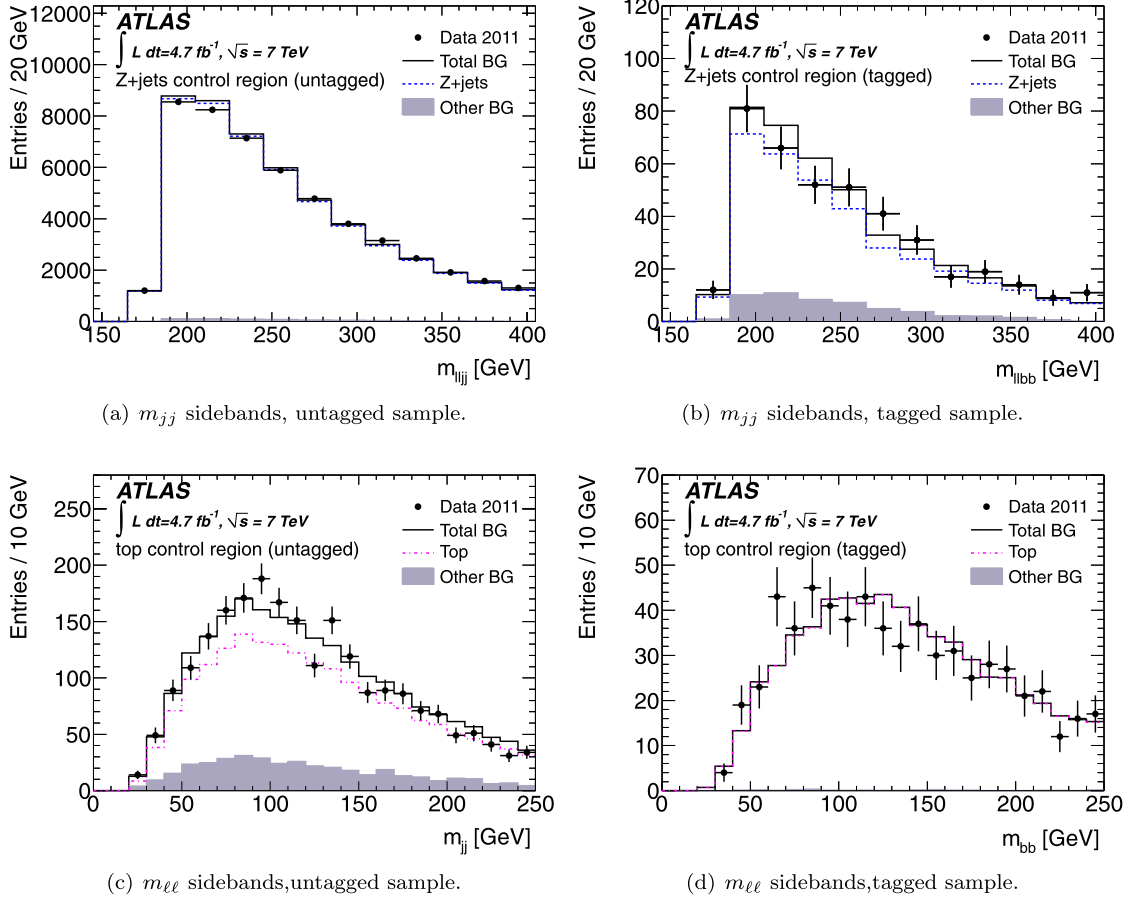 Entries / 20 GeV
12000
10000
8000
6000
4000
2000
0
ATLAS
∫ L dt=4.7 fb⁻¹, √s = 7 TeV
Z+jets control region (untagged)
Data 2011
Total BG
Z+jets
Other BG
150 200 250 300 350 400
m_lljj [GeV]
(a) m_jj sidebands, untagged sample.
Entries / 20 GeV
120
100
80
60
40
20
0
ATLAS
∫ L dt=4.7 fb⁻¹, √s = 7 TeV
Z+jets control region (tagged)
Data 2011
Total BG
Z+jets
Other BG
150 200 250 300 350 400
m_llbb [GeV]
(b) m_jj sidebands, tagged sample.
Entries / 10 GeV
250
200
150
100
50
0
ATLAS
∫ L dt=4.7 fb⁻¹, √s = 7 TeV
top control region (untagged)
Data 2011
Total BG
Top
Other BG
0 50 100 150 200 250
m_jj [GeV]
(c) m_ℓℓ sidebands,untagged sample.
Entries / 10 GeV
70
60
50
40
30
20
10
0
ATLAS
∫ L dt=4.7 fb⁻¹, √s = 7 TeV
top control region (tagged)
Data 2011
Total BG
Top
Other BG
0 50 100 150 200 250
m_bb [GeV]
(d) m_ℓℓ sidebands,tagged sample.